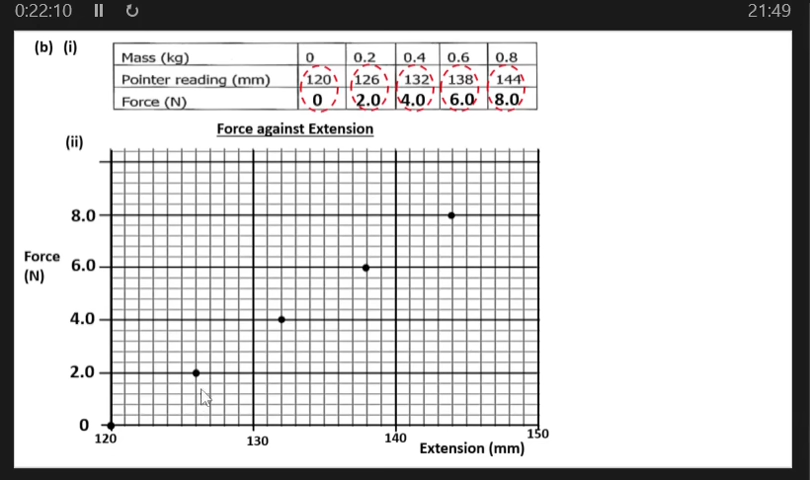 0:22:10
21:49
(b) (i)
Mass (kg) 0 0.2 0.4 0.6 0.8
Pointer reading (mm) 120 126 132 138 144
Force (N) 0 2.0 4.0 6.0 8.0
Force against Extension
(ii)
8.0
Force
(N)
6.0
4.0
2.0
0
120 130 140 150
Extension (mm)